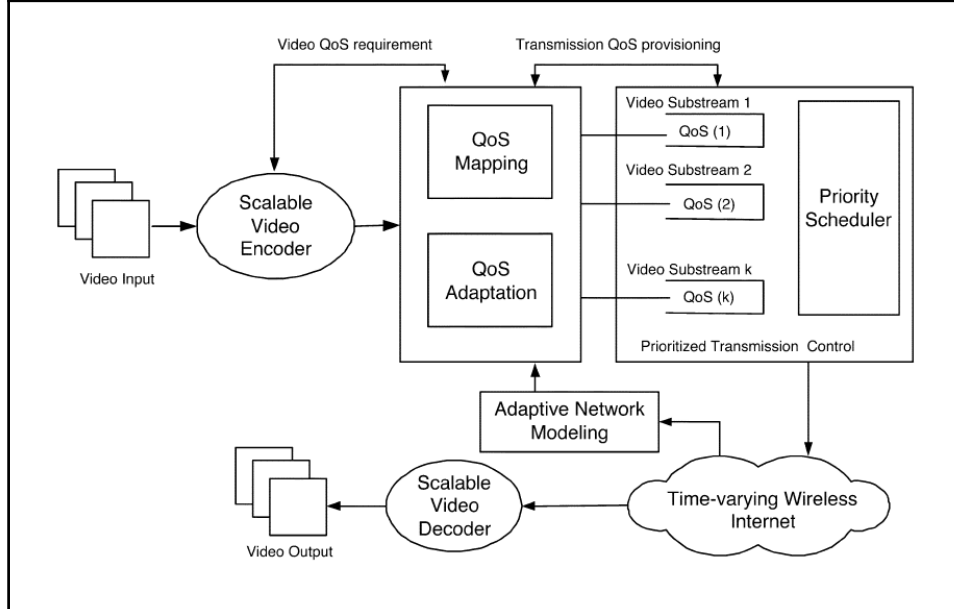 Video QoS requirement
Transmission QoS provisioning
Video Substream 1
QoS (1)
QoS
Mapping
Video Substream 2
QoS (2)
Priority
Scheduler
Scalable
Video
Encoder
Video Input
QoS
Adaptation
Video Substream k
QoS (k)
Prioritized Transmission Control
Adaptive Network
Modeling
Scalable
Video
Decoder
Time-varying Wireless
Internet
Video Output